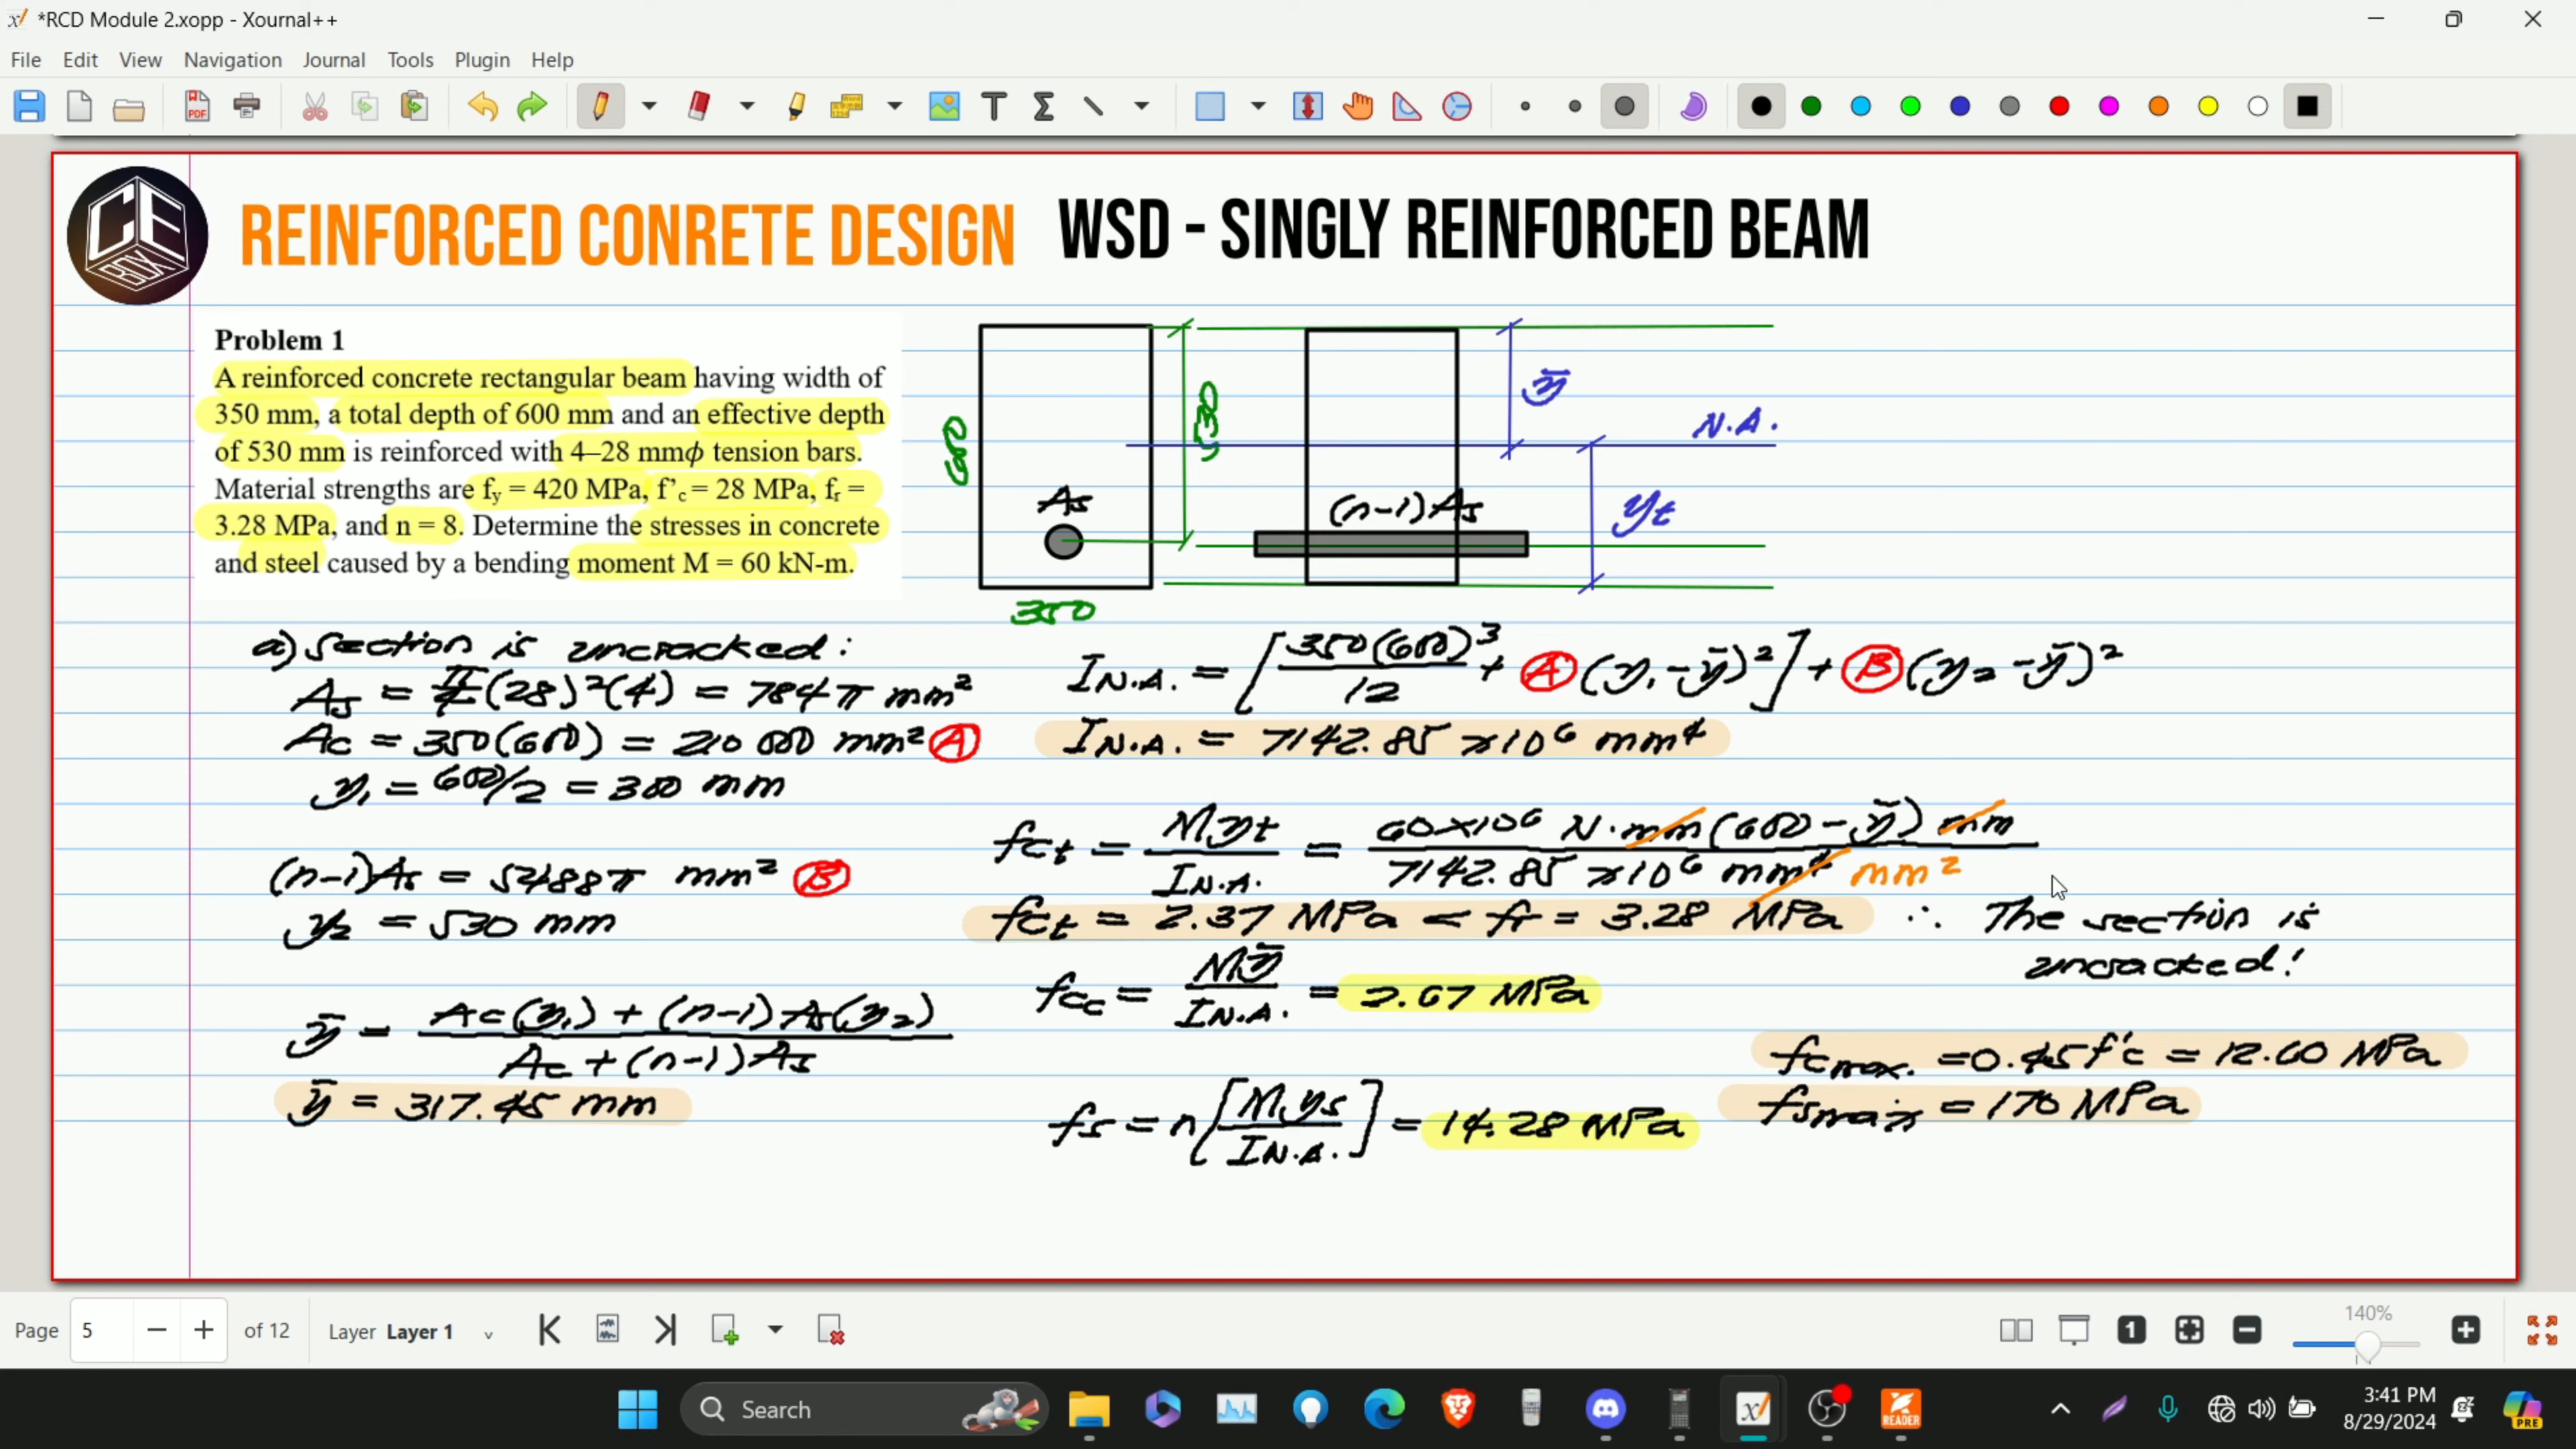 *RCD Module 2.xopp - Xournal++
File Edit View Navigation Journal Tools Plugin Help
CE BOX
REINFORCED CONRETE DESIGN WSD - SINGLY REINFORCED BEAM
Problem 1
A reinforced concrete rectangular beam having width of
350 mm, a total depth of 600 mm and an effective depth
of 530 mm is reinforced with 4–28 mmϕ tension bars.
Material strengths are fy = 420 MPa, f'c = 28 MPa, fr =
3.28 MPa, and n = 8. Determine the stresses in concrete
and steel caused by a bending moment M = 60 kN-m.
600
530
350
As
(n-1)As
ȳ
N.A.
yt
a) Section is uncracked:
As = π/4 (28)²(4) = 784π mm²
Ac = 350(600) = 210 000 mm² A
y₁ = 600/2 = 300 mm
(n-1)As = 5488π mm² B
y₂ = 530 mm
ȳ = Ac(y₁) + (n-1)As(y₂) / Ac + (n-1)As
ȳ = 317.45 mm
I N.A. = [350(600)³/12 + A (y₁ - ȳ)²] + B (y₂ - ȳ)²
I N.A. = 7142.85 x10⁶ mm⁴
fct = Myt / I N.A. = 60x10⁶ N·mm (600 - ȳ) mm / 7142.85 x10⁶ mm⁴ mm²
fct = 2.37 MPa < fr = 3.28 MPa ∴ The section is
uncracked!
fcc = Mȳ / I N.A. = 2.67 MPa
fs = n[Mys / I N.A.] = 14.28 MPa
fcmax. = 0.45f'c = 12.60 MPa
fsmax = 170 MPa
Page 5 of 12 Layer Layer 1 140%
Search
READER
3:41 PM
8/29/2024
PRE